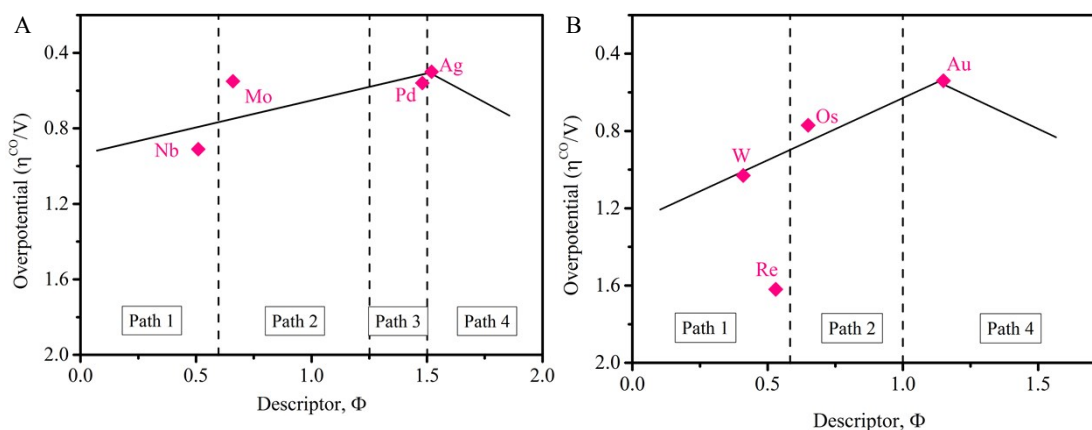 A
Overpotential (η^CO/V)
0.4
0.8
1.2
1.6
2.0
Mo
Nb
Ag
Pd
Path 1
Path 2
Path 3
Path 4
0.0
0.5
1.0
1.5
2.0
Descriptor, Φ
B
Overpotential (η^CO/V)
0.4
0.8
1.2
1.6
2.0
Au
Os
W
Re
Path 1
Path 2
Path 4
0.0
0.5
1.0
1.5
Descriptor, Φ